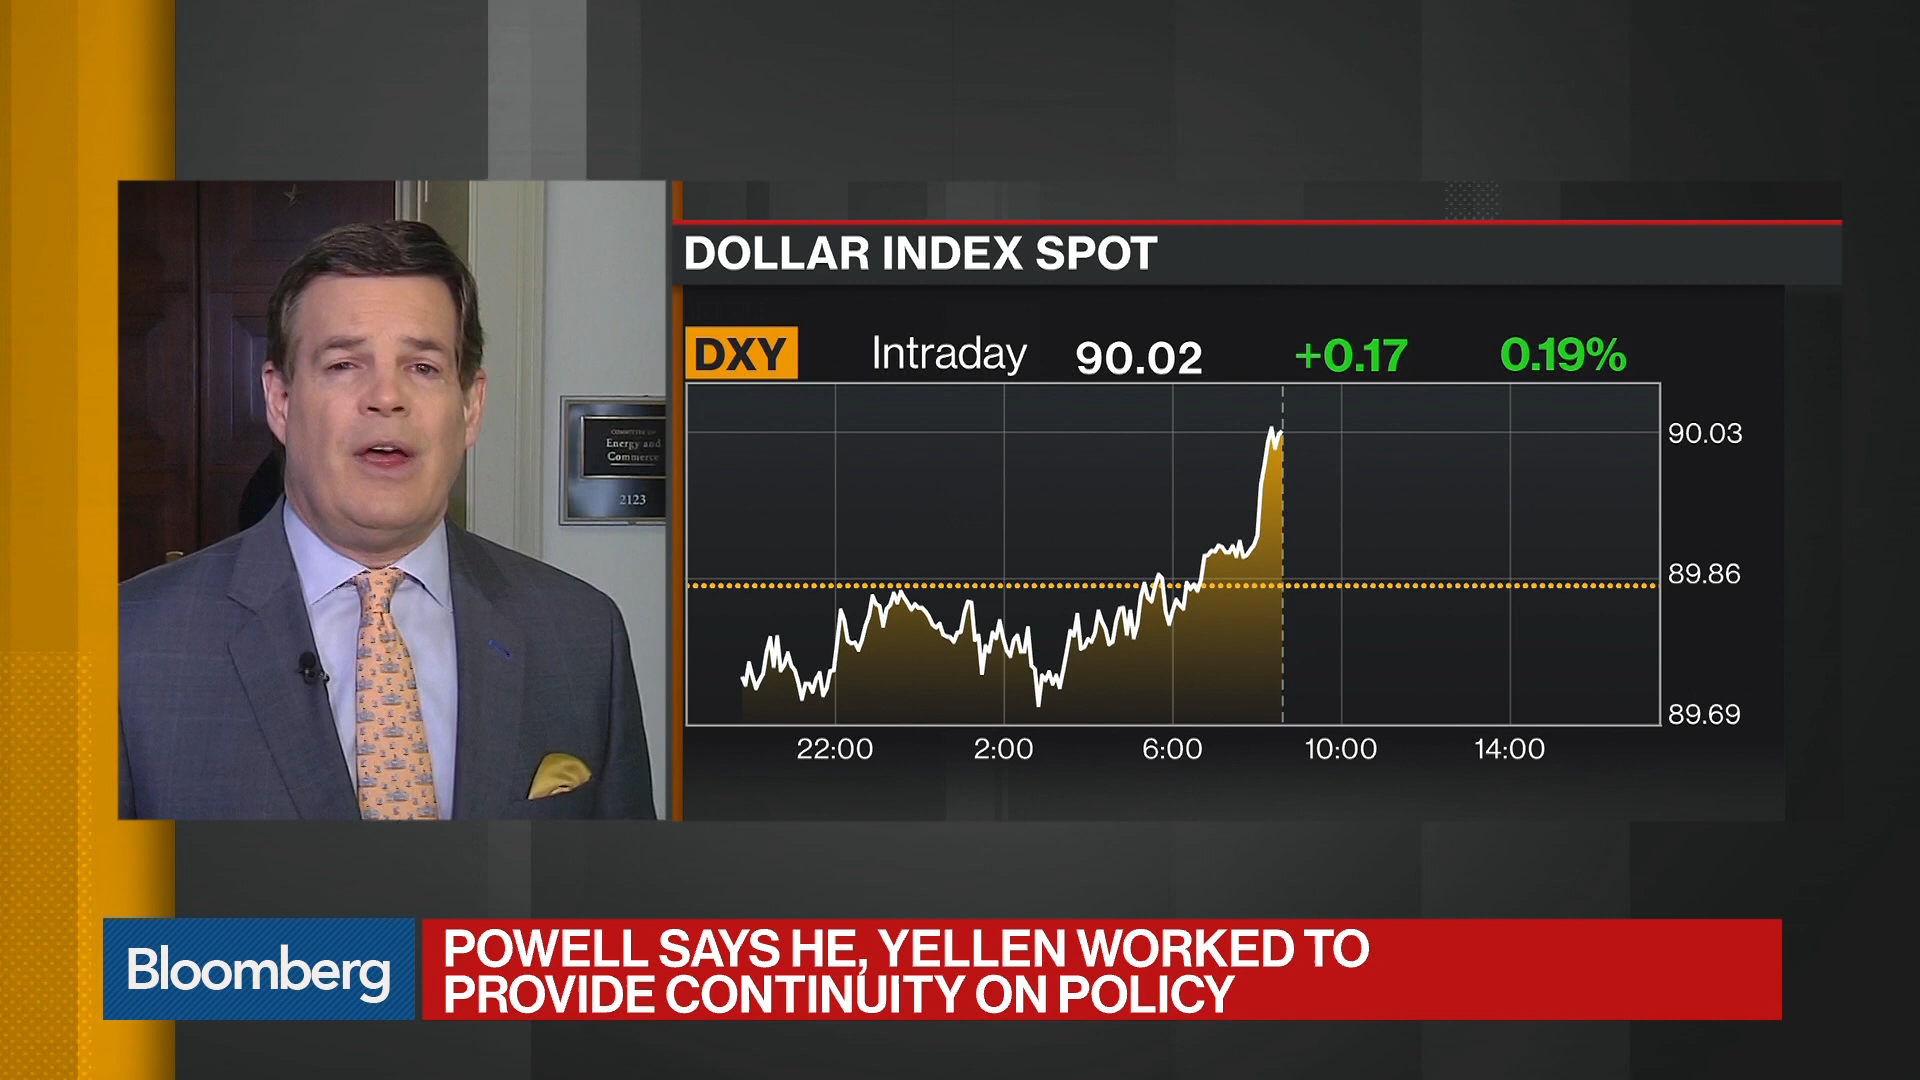 COMMITTEE ON
Energy and
Commerce
2123
DOLLAR INDEX SPOT
DXY Intraday 90.02 +0.17 0.19%
90.03
89.86
89.69
22:00 2:00 6:00 10:00 14:00
Bloomberg
POWELL SAYS HE, YELLEN WORKED TO
PROVIDE CONTINUITY ON POLICY